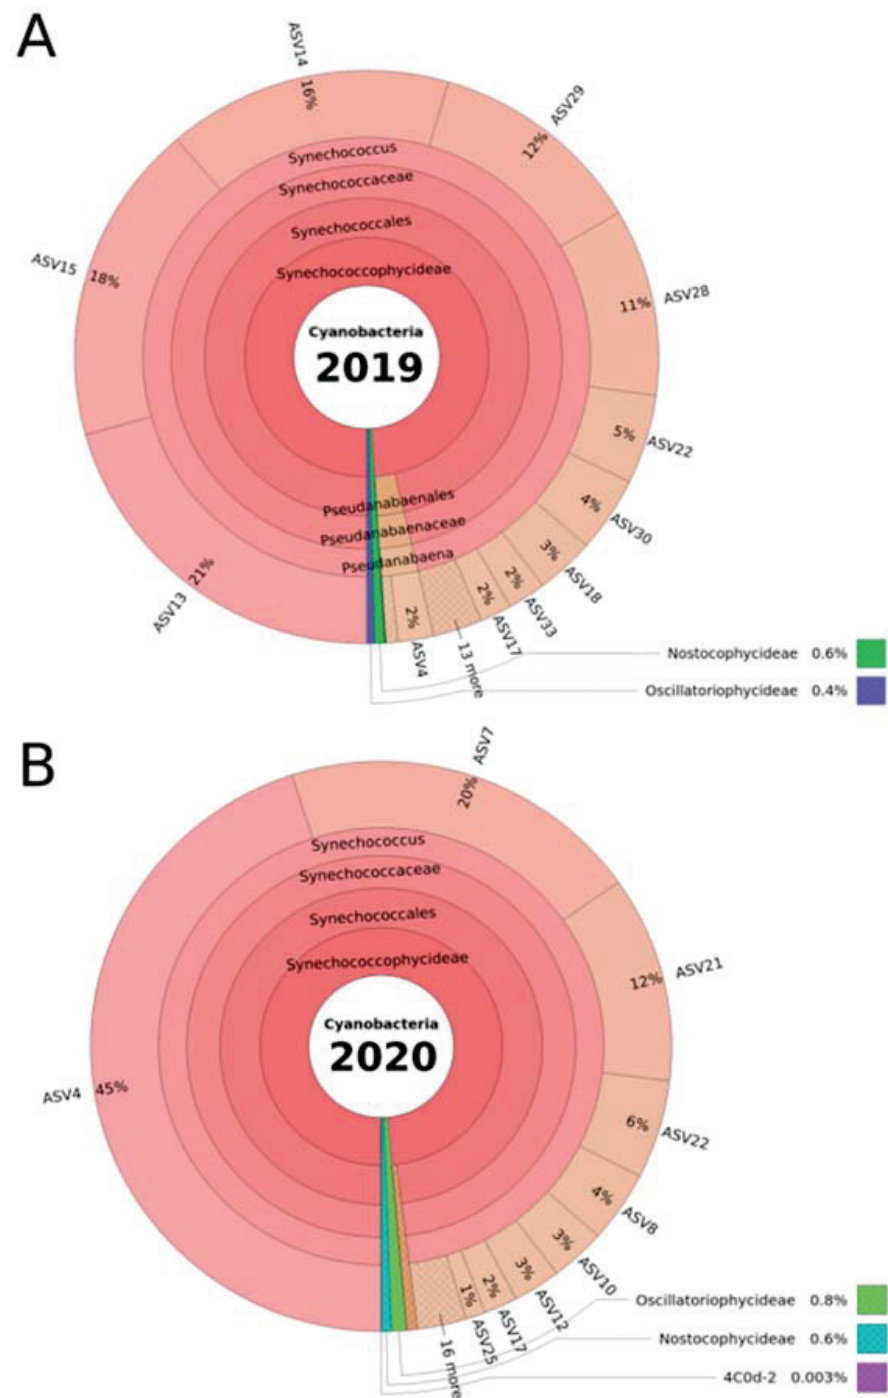 A
ASV14
16%
ASV29
12%
Synechococcus
Synechococcaceae
Synechococcales
Synechococcophycideae
ASV15 18%
11% ASV28
Cyanobacteria
2019
5% ASV22
4% ASV30
Pseudanabaenales
Pseudanabaenaceae
Pseudanabaena
3% ASV18
2% ASV33
2% ASV17
21%
ASV13
2% ASV4
13 more
Nostocophycideae 0.6%
Oscillatoriophycideae 0.4%
B
ASV7
20%
Synechococcus
Synechococcaceae
Synechococcales
Synechococcophycideae
12% ASV21
Cyanobacteria
2020
ASV4 45%
6% ASV22
4% ASV8
3% ASV10
3% ASV12
2% ASV17
1% ASV25
16 more
Oscillatoriophycideae 0.8%
Nostocophycideae 0.6%
4C0d-2 0.003%